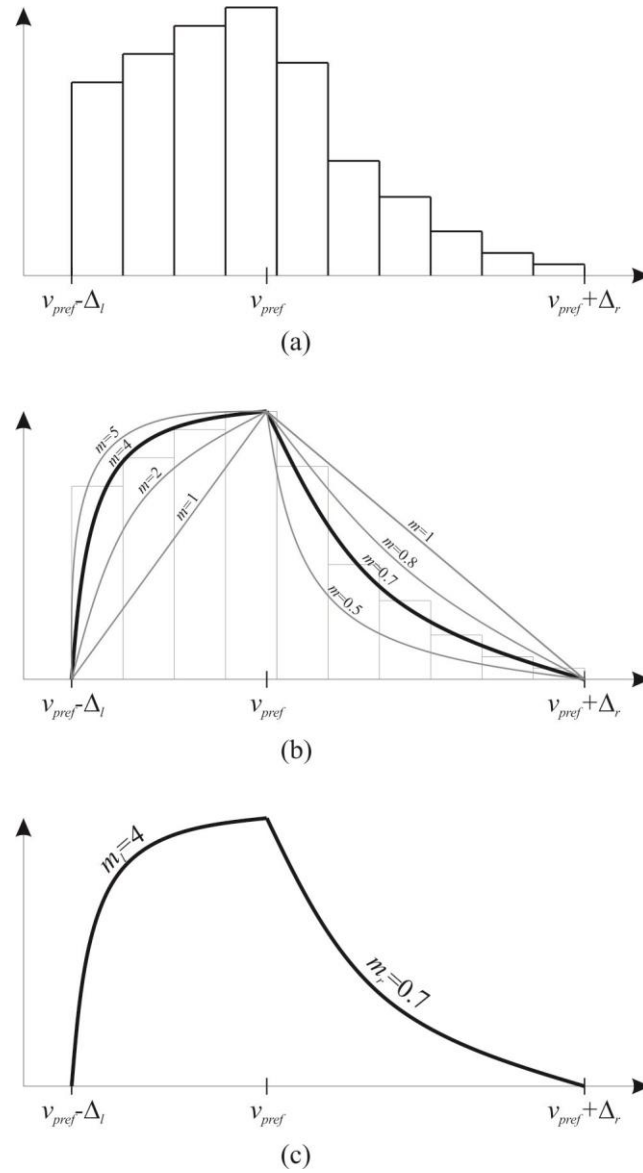 v_pref-Δ_l v_pref v_pref+Δ_r
(a)
m=5
m=4
m=2
m=1
m=1
m=0.8
m=0.7
m=0.5
v_pref-Δ_l v_pref v_pref+Δ_r
(b)
m_l=4
m_r=0.7
v_pref-Δ_l v_pref v_pref+Δ_r
(c)